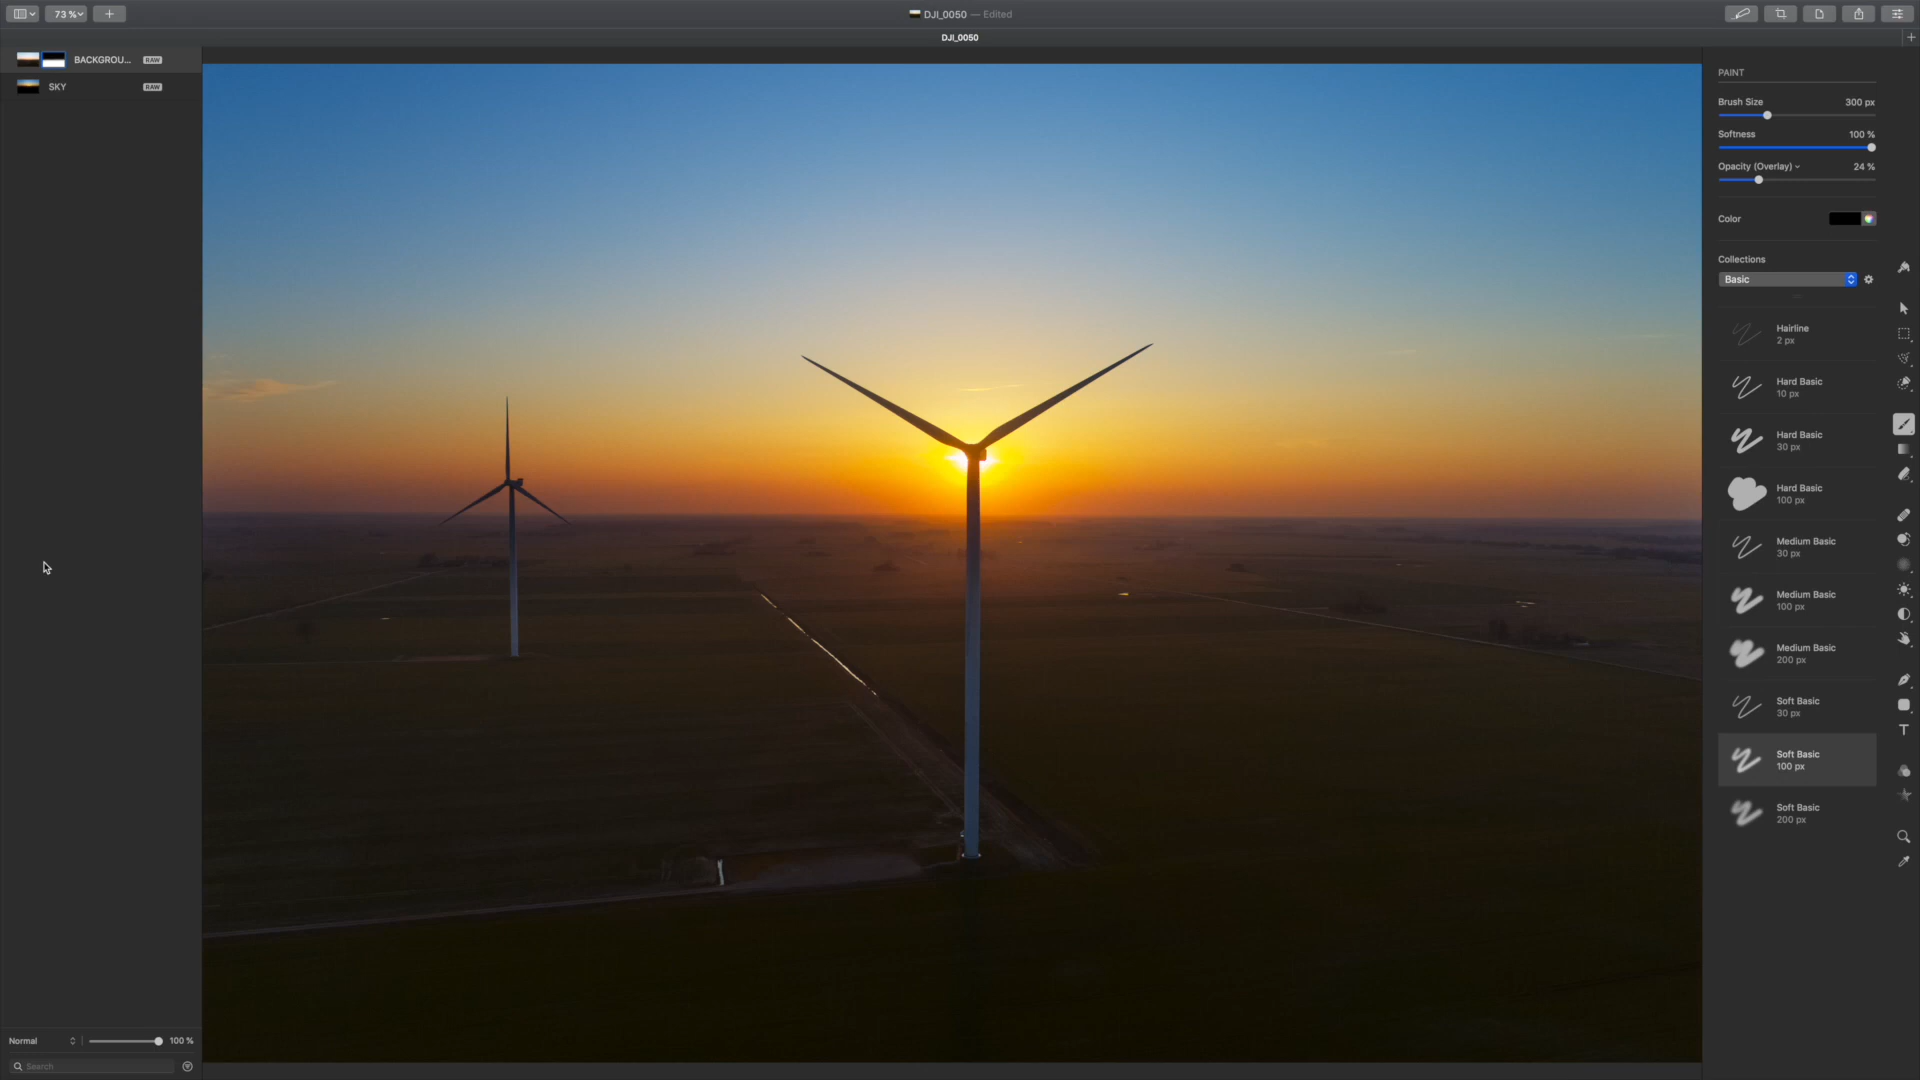 73 %
DJI_0050 — Edited
DJI_0050
BACKGROU... RAW
SKY RAW
PAINT
Brush Size 300 px
Softness 100 %
Opacity (Overlay) 24 %
Color
Collections
Basic
Hairline
2 px
Hard Basic
10 px
Hard Basic
30 px
Hard Basic
100 px
Medium Basic
30 px
Medium Basic
100 px
Medium Basic
200 px
Soft Basic
30 px
Soft Basic
100 px
Soft Basic
200 px
Normal 100 %
Search